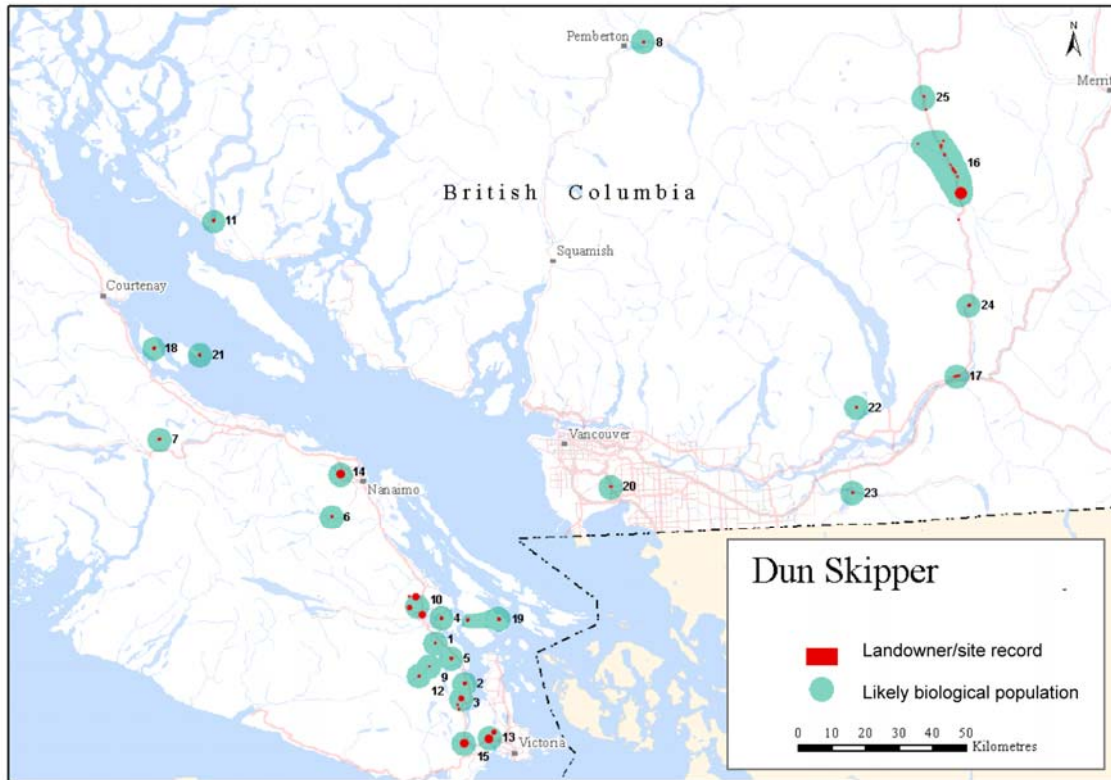 Pemberton
8
N
Merrit
25
16
British Columbia
11
Squamish
Courtenay
24
18
21
17
22
7
Vancouver
14
20
23
Nanaimo
6
Dun Skipper
10
4
19
1
5
Landowner/site record
9
2
12
3
Likely biological population
13
Victoria
15
0 10 20 30 40 50
Kilometres